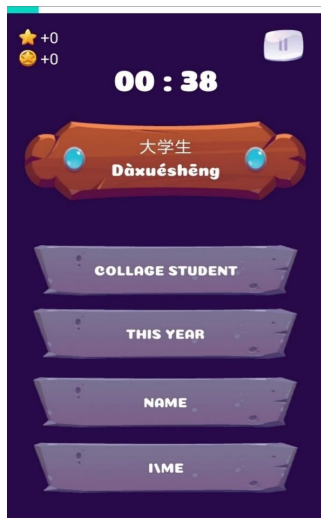 +0
+0
00 : 38
大学生
Dàxuéshēng
COLLAGE STUDENT
THIS YEAR
NAME
I\ME